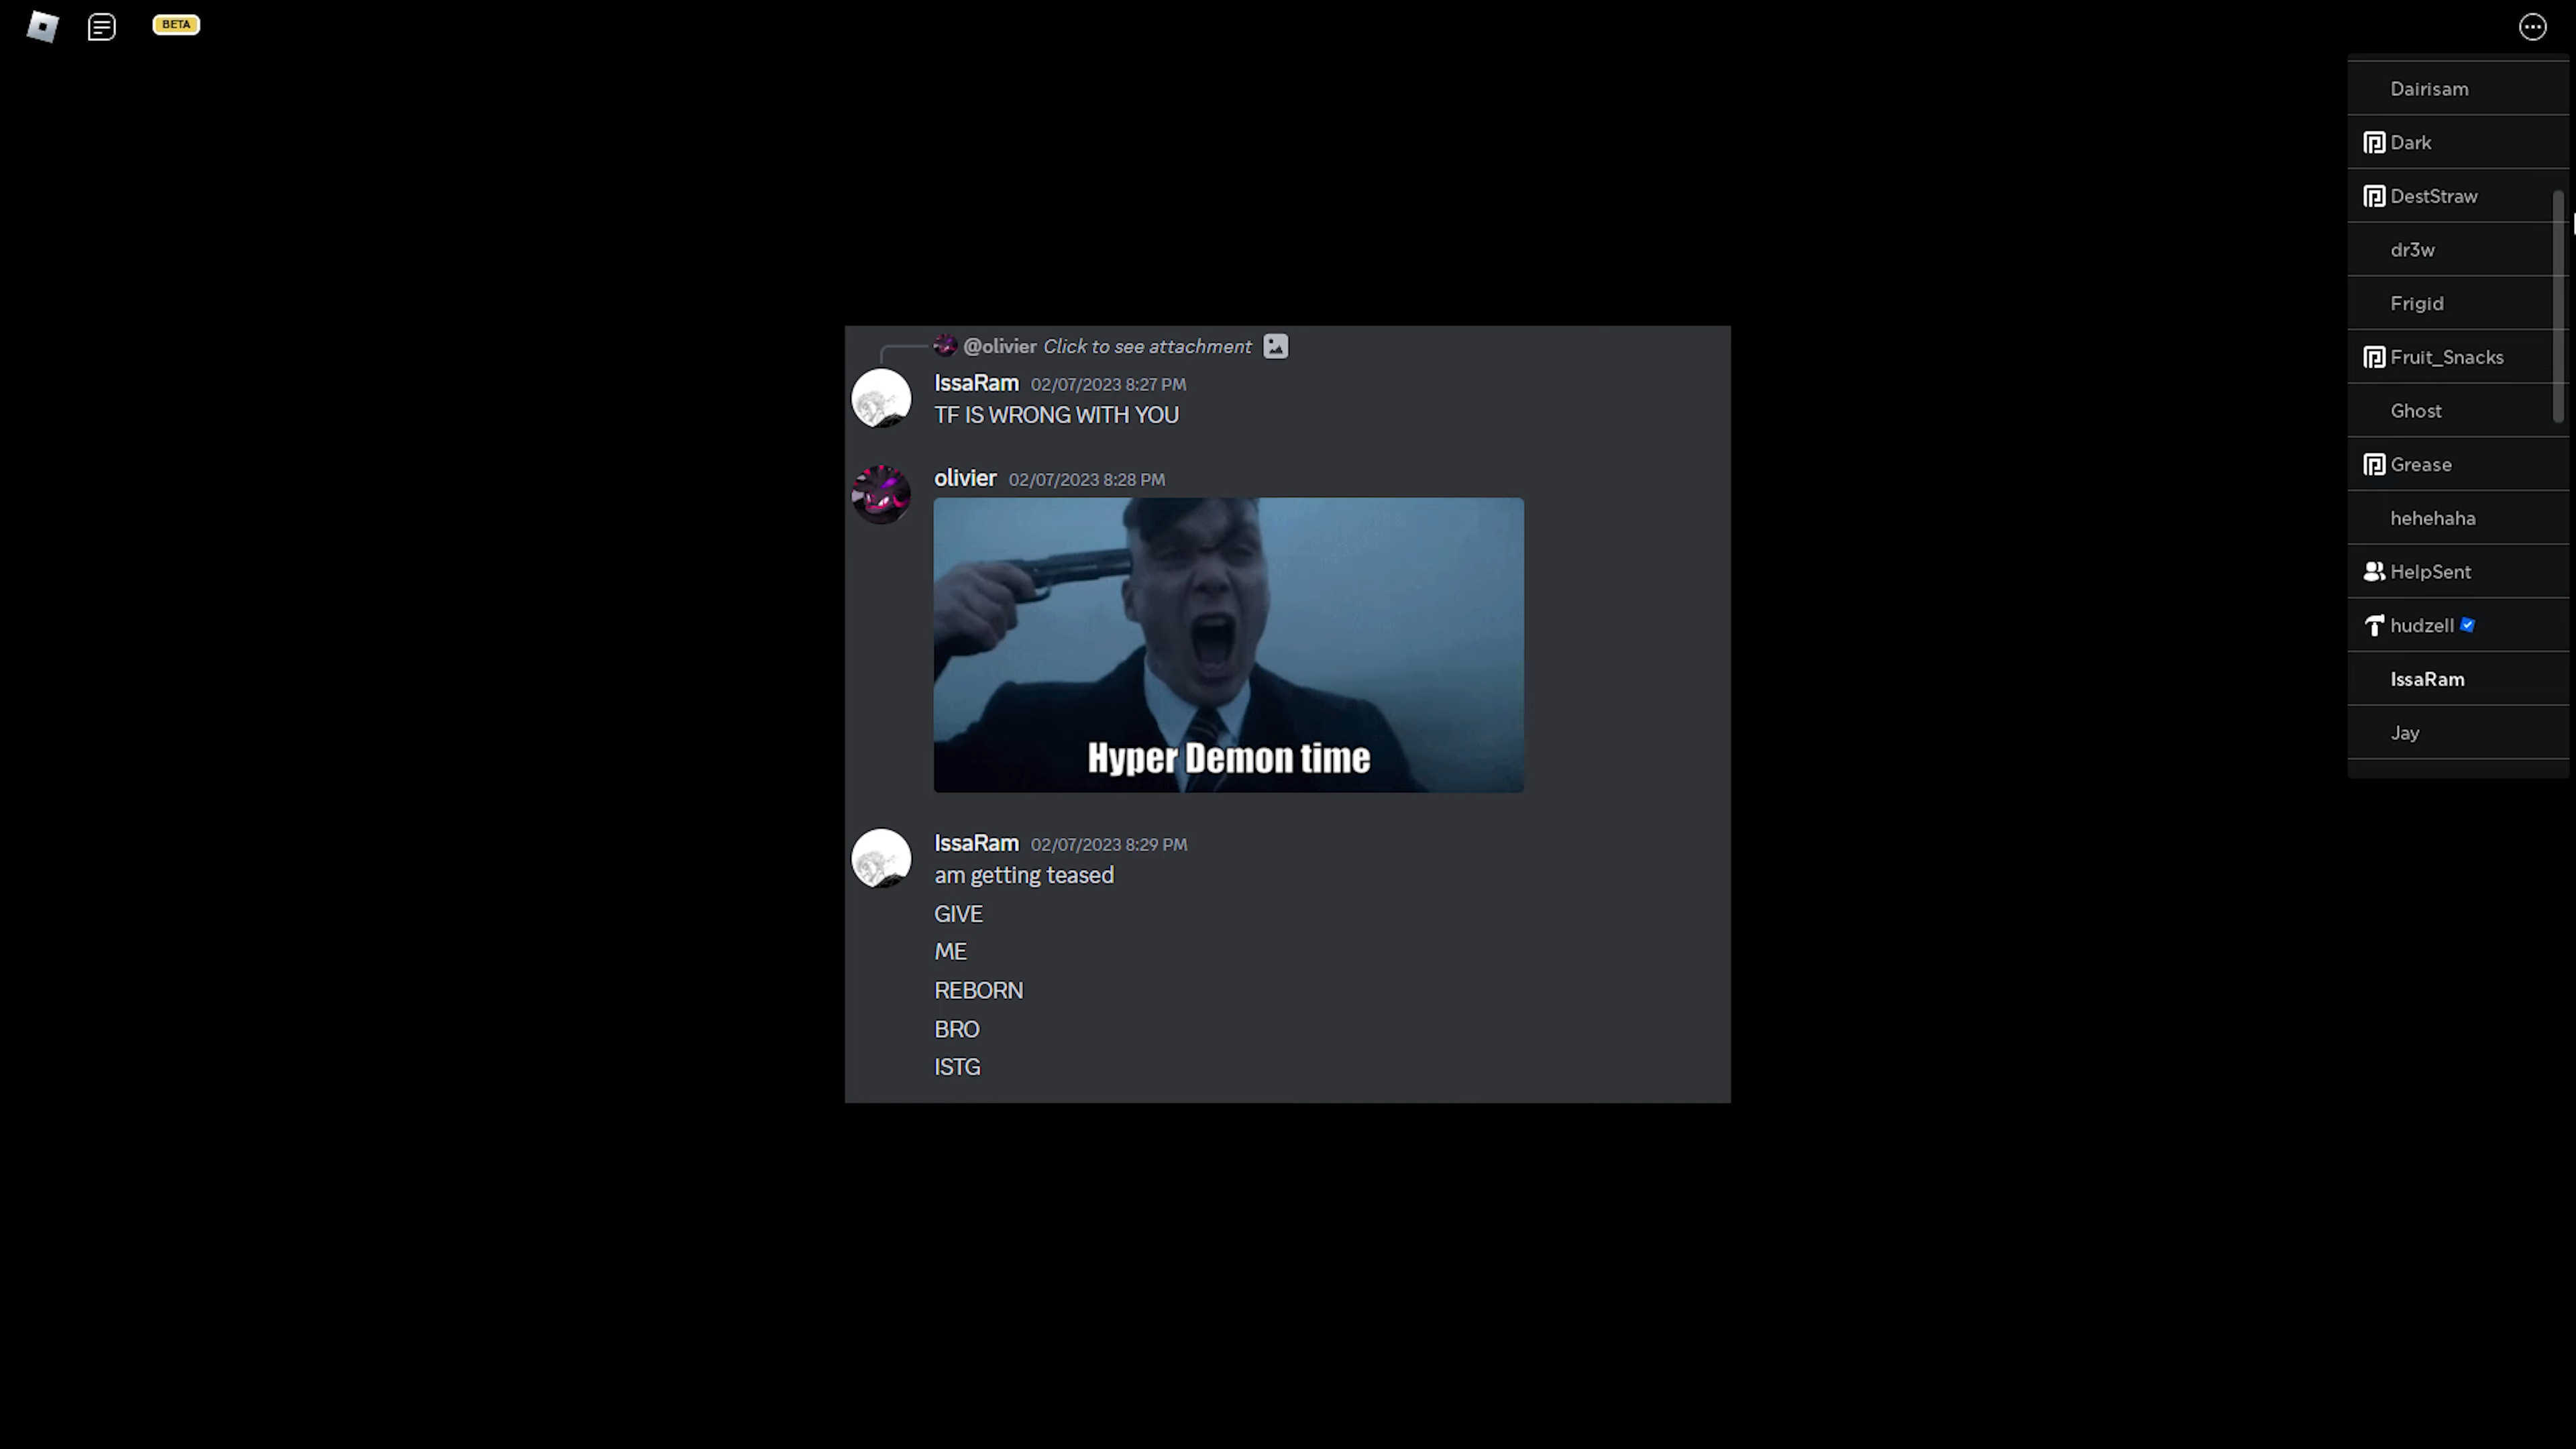 BETA
@olivier Click to see attachment
IssaRam 02/07/2023 8:27 PM
TF IS WRONG WITH YOU
olivier 02/07/2023 8:28 PM
Hyper Demon time
IssaRam 02/07/2023 8:29 PM
am getting teased
GIVE
ME
REBORN
BRO
ISTG
Dairisam
Dark
DestStraw
dr3w
Frigid
Fruit_Snacks
Ghost
Grease
hehehaha
HelpSent
hudzell
IssaRam
Jay